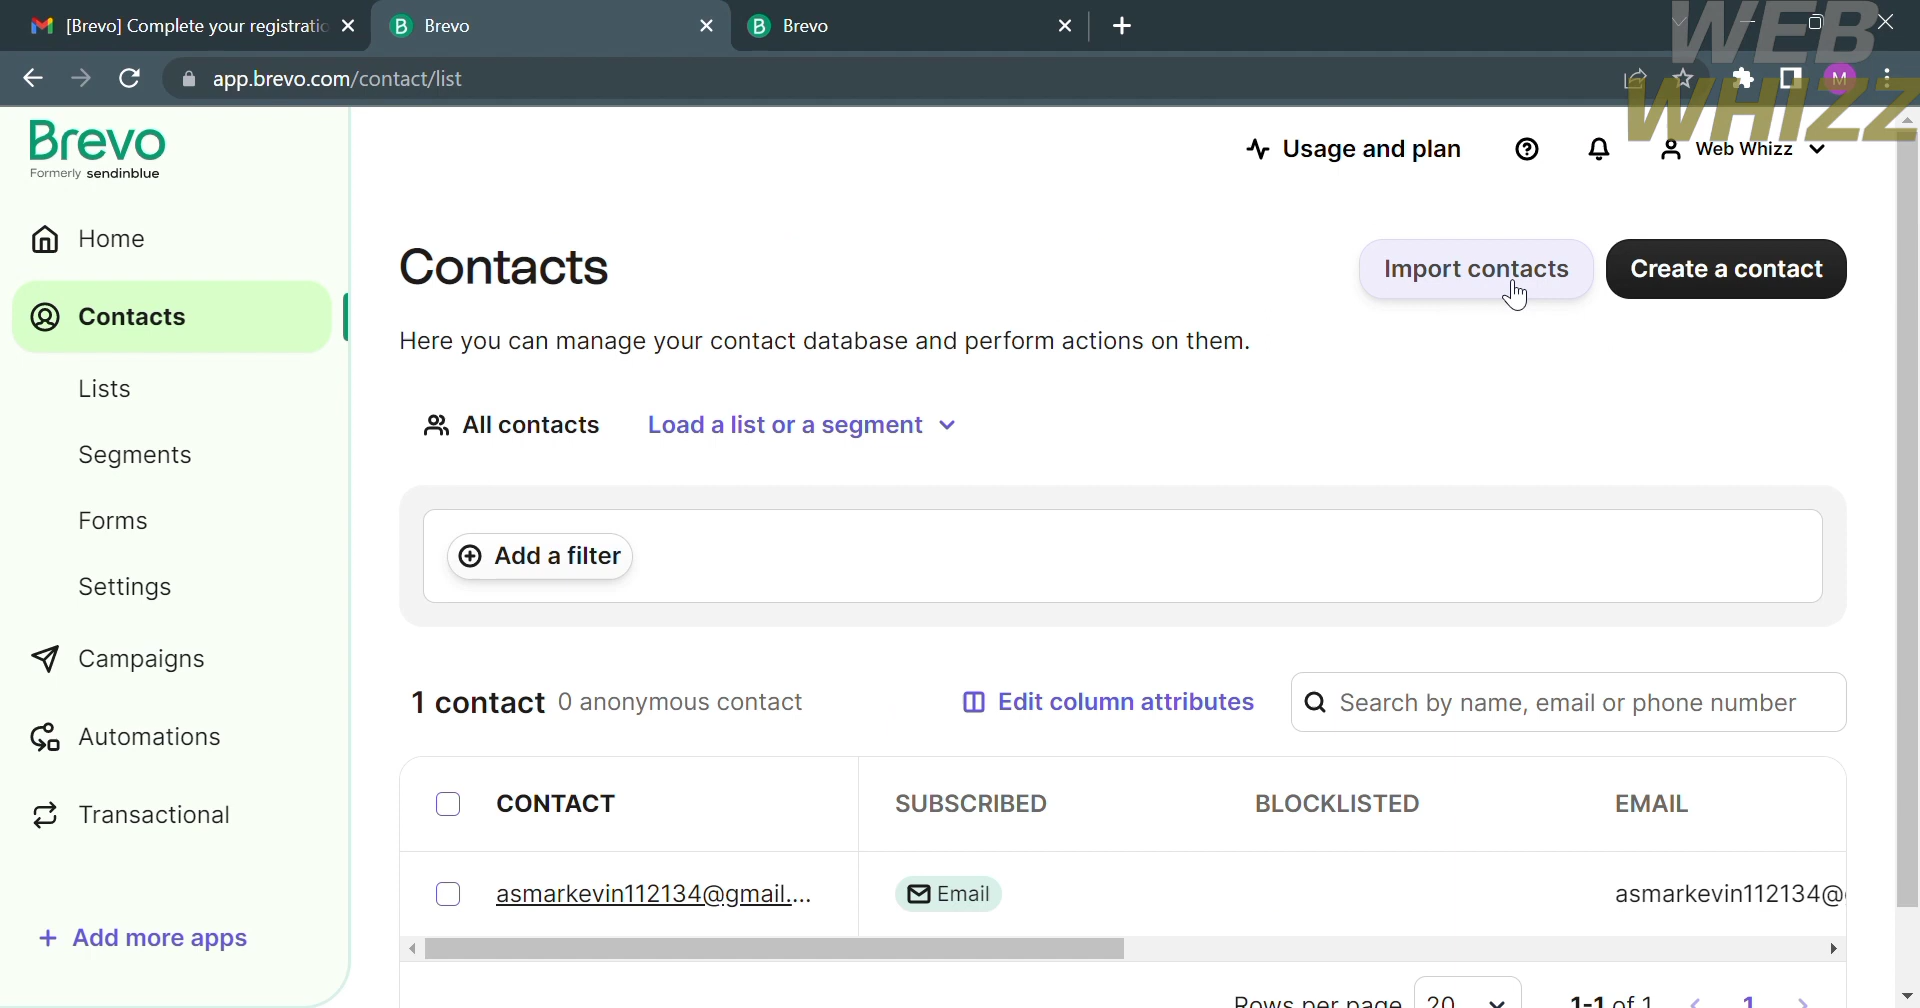 [Brevo] Complete your registratio
Brevo
Brevo
WEB
WHIZZ
app.brevo.com/contact/list
M
Brevo
Formerly sendinblue
Usage and plan
Web Whizz
Home
Contacts
Lists
Segments
Forms
Settings
Campaigns
Automations
Transactional
+ Add more apps
Contacts
Import contacts
Create a contact
Here you can manage your contact database and perform actions on them.
All contacts
Load a list or a segment
Add a filter
1 contact 0 anonymous contact
Edit column attributes
Search by name, email or phone number
CONTACT SUBSCRIBED BLOCKLISTED EMAIL
asmarkevin112134@gmail.... Email asmarkevin112134@
Rows per page 20 1-1 of 1 1